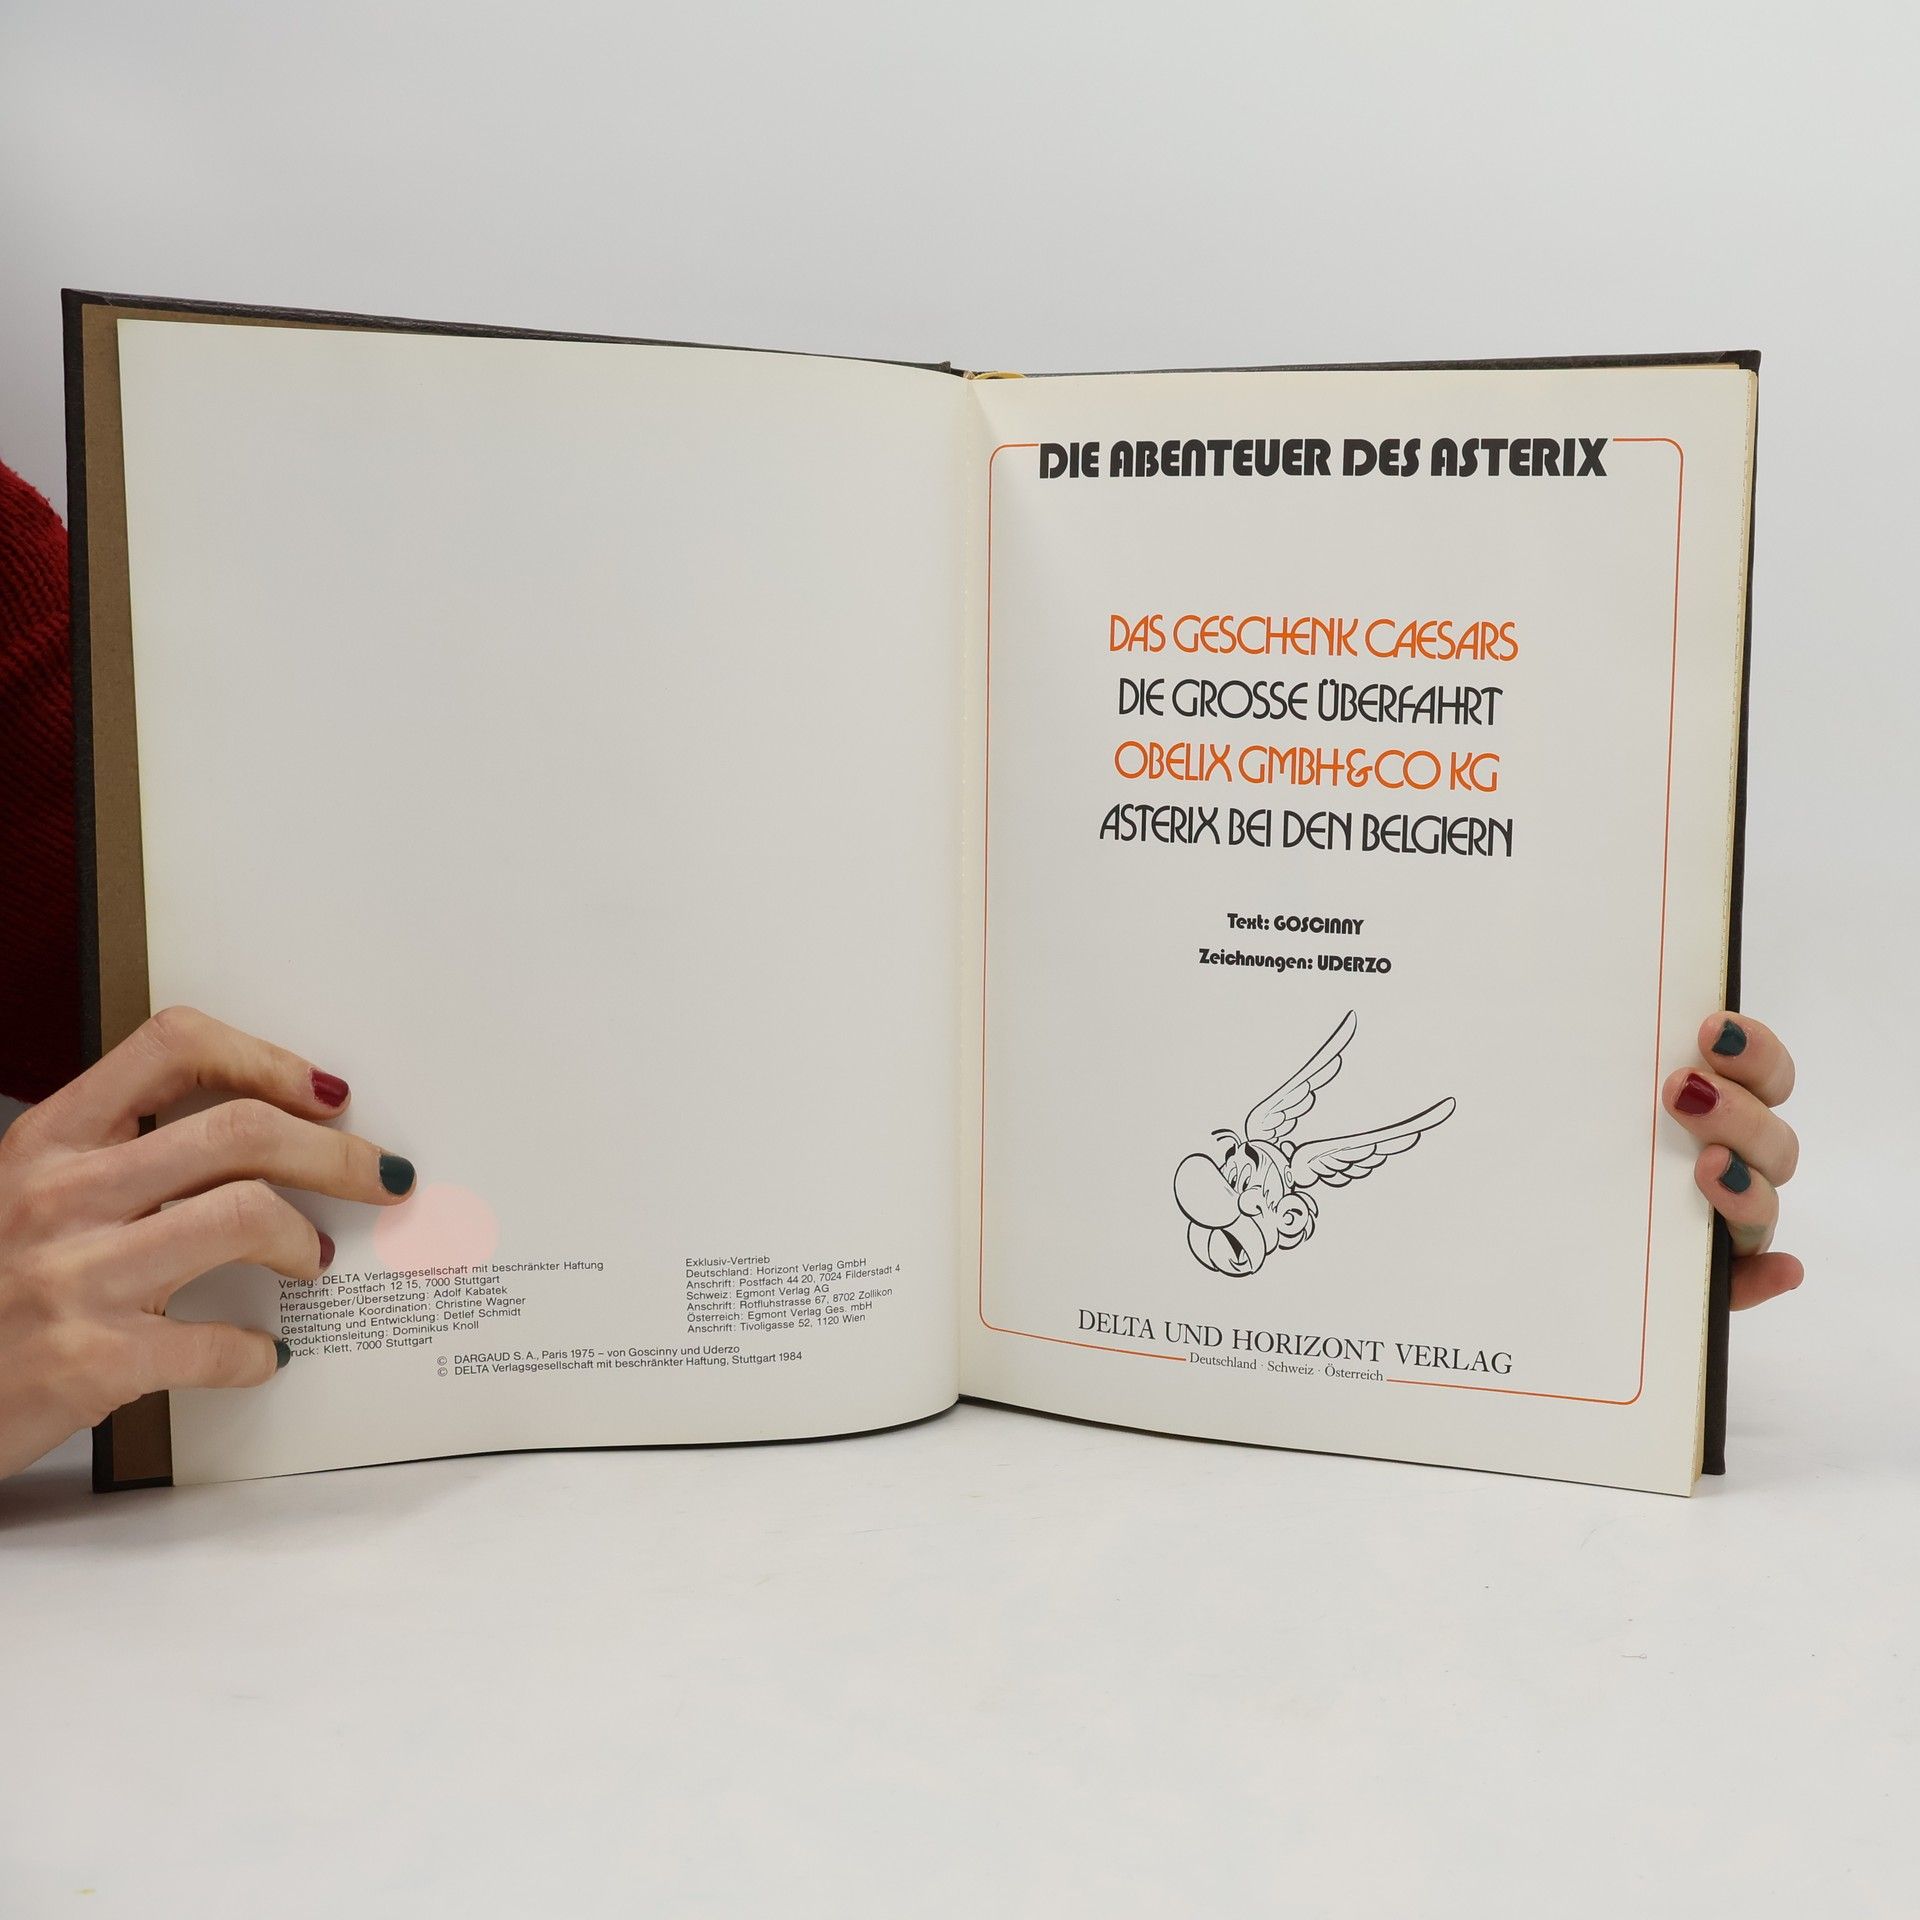 Verlag: DELTA Verlagsgesellschaft mit beschränkter Haftung
Anschrift: Postfach 12 15, 7000 Stuttgart
Herausgeber/Übersetzung: Adolf Kabatek
Internationale Koordination: Christine Wagner
Gestaltung und Entwicklung: Detlef Schmidt
Produktionsleitung: Dominikus Knoll
ruck: Klett, 7000 Stuttgart
Exklusiv-Vertrieb
Deutschland: Horizont Verlag GmbH
Anschrift: Postfach 44 20, 7024 Filderstadt 4
Schweiz: Egmont Verlag AG
Anschrift: Rotfluhstrasse 67, 8702 Zollikon
Österreich: Egmont Verlag Ges. mbH
Anschrift: Tivoligasse 52, 1120 Wien
© DARGAUD S.A., Paris 1975 – von Goscinny und Uderzo
© DELTA Verlagsgesellschaft mit beschränkter Haftung, Stuttgart 1984
DIE ABENTEUER DES ASTERIX
DAS GESCHENK CAESARS
DIE GROSSE ÜBERFAHRT
OBELIX GMBH & CO KG
ASTERIX BEI DEN BELGIERN
Text: GOSCINNY
Zeichnungen: UDERZO
DELTA UND HORIZONT VERLAG
Deutschland · Schweiz · Österreich